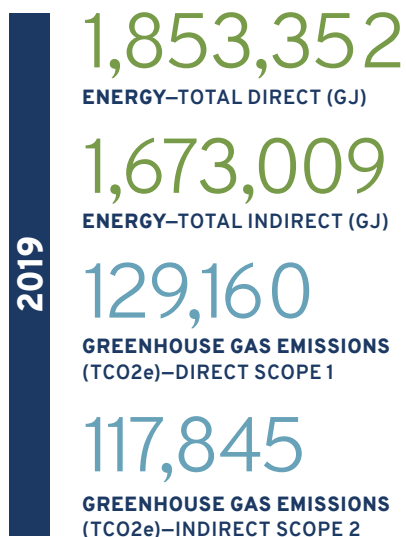 1,853,352
ENERGY—TOTAL DIRECT (GJ)
1,673,009
ENERGY—TOTAL INDIRECT (GJ)
2019
129,160
GREENHOUSE GAS EMISSIONS
(TCO2e)—DIRECT SCOPE 1
117,845
GREENHOUSE GAS EMISSIONS
(TCO2e)—INDIRECT SCOPE 2